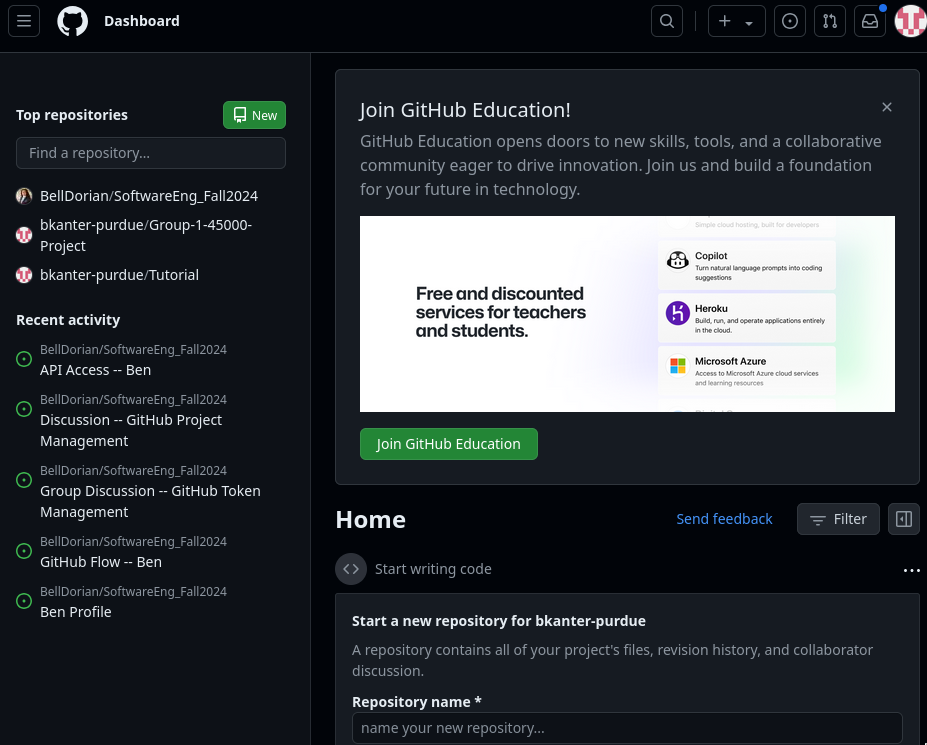 Dashboard
Top repositories
New
Find a repository...
BellDorian/SoftwareEng_Fall2024
bkanter-purdue/Group-1-45000-
Project
bkanter-purdue/Tutorial
Recent activity
BellDorian/SoftwareEng_Fall2024
API Access -- Ben
BellDorian/SoftwareEng_Fall2024
Discussion -- GitHub Project
Management
BellDorian/SoftwareEng_Fall2024
Group Discussion -- GitHub Token
Management
BellDorian/SoftwareEng_Fall2024
GitHub Flow -- Ben
BellDorian/SoftwareEng_Fall2024
Ben Profile
Join GitHub Education!
GitHub Education opens doors to new skills, tools, and a collaborative
community eager to drive innovation. Join us and build a foundation
for your future in technology.
Free and discounted
services for teachers
and students.
Simple cloud hosting, built for developers
Copilot
Turn natural language prompts into coding
suggestions
Heroku
Build, run, and operate applications entirely
in the cloud.
Microsoft Azure
Access to Microsoft Azure cloud services
and learning resources
Join GitHub Education
Home
Send feedback
Filter
Start writing code
Start a new repository for bkanter-purdue
A repository contains all of your project's files, revision history, and collaborator
discussion.
Repository name *
name your new repository...